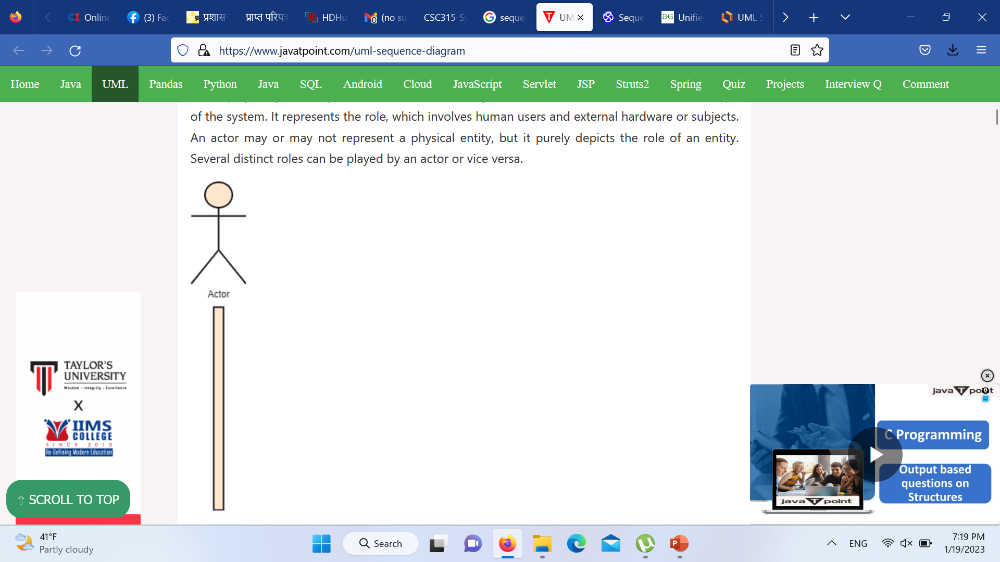 Online
(3) Fac
प्रशासन
प्राप्त परिपत्र
HDHu
(no su
CSC315-Sy
seque
UM
Seque
Unifie
UML S
https://www.javatpoint.com/uml-sequence-diagram
Home Java UML Pandas Python Java SQL Android Cloud JavaScript Servlet JSP Struts2 Spring Quiz Projects Interview Q Comment
of the system. It represents the role, which involves human users and external hardware or subjects.
An actor may or may not represent a physical entity, but it purely depicts the role of an entity.
Several distinct roles can be played by an actor or vice versa.
Actor
TAYLOR'S
UNIVERSITY
Wisdom · Integrity · Excellence
X
IIMS
COLLEGE
SINCE 2010
Re-Defining Modern Education
⇧ SCROLL TO TOP
java T point
C Programming
Output based
questions on
Structures
java T point
41°F
Partly cloudy
Search
ENG
7:19 PM
1/19/2023